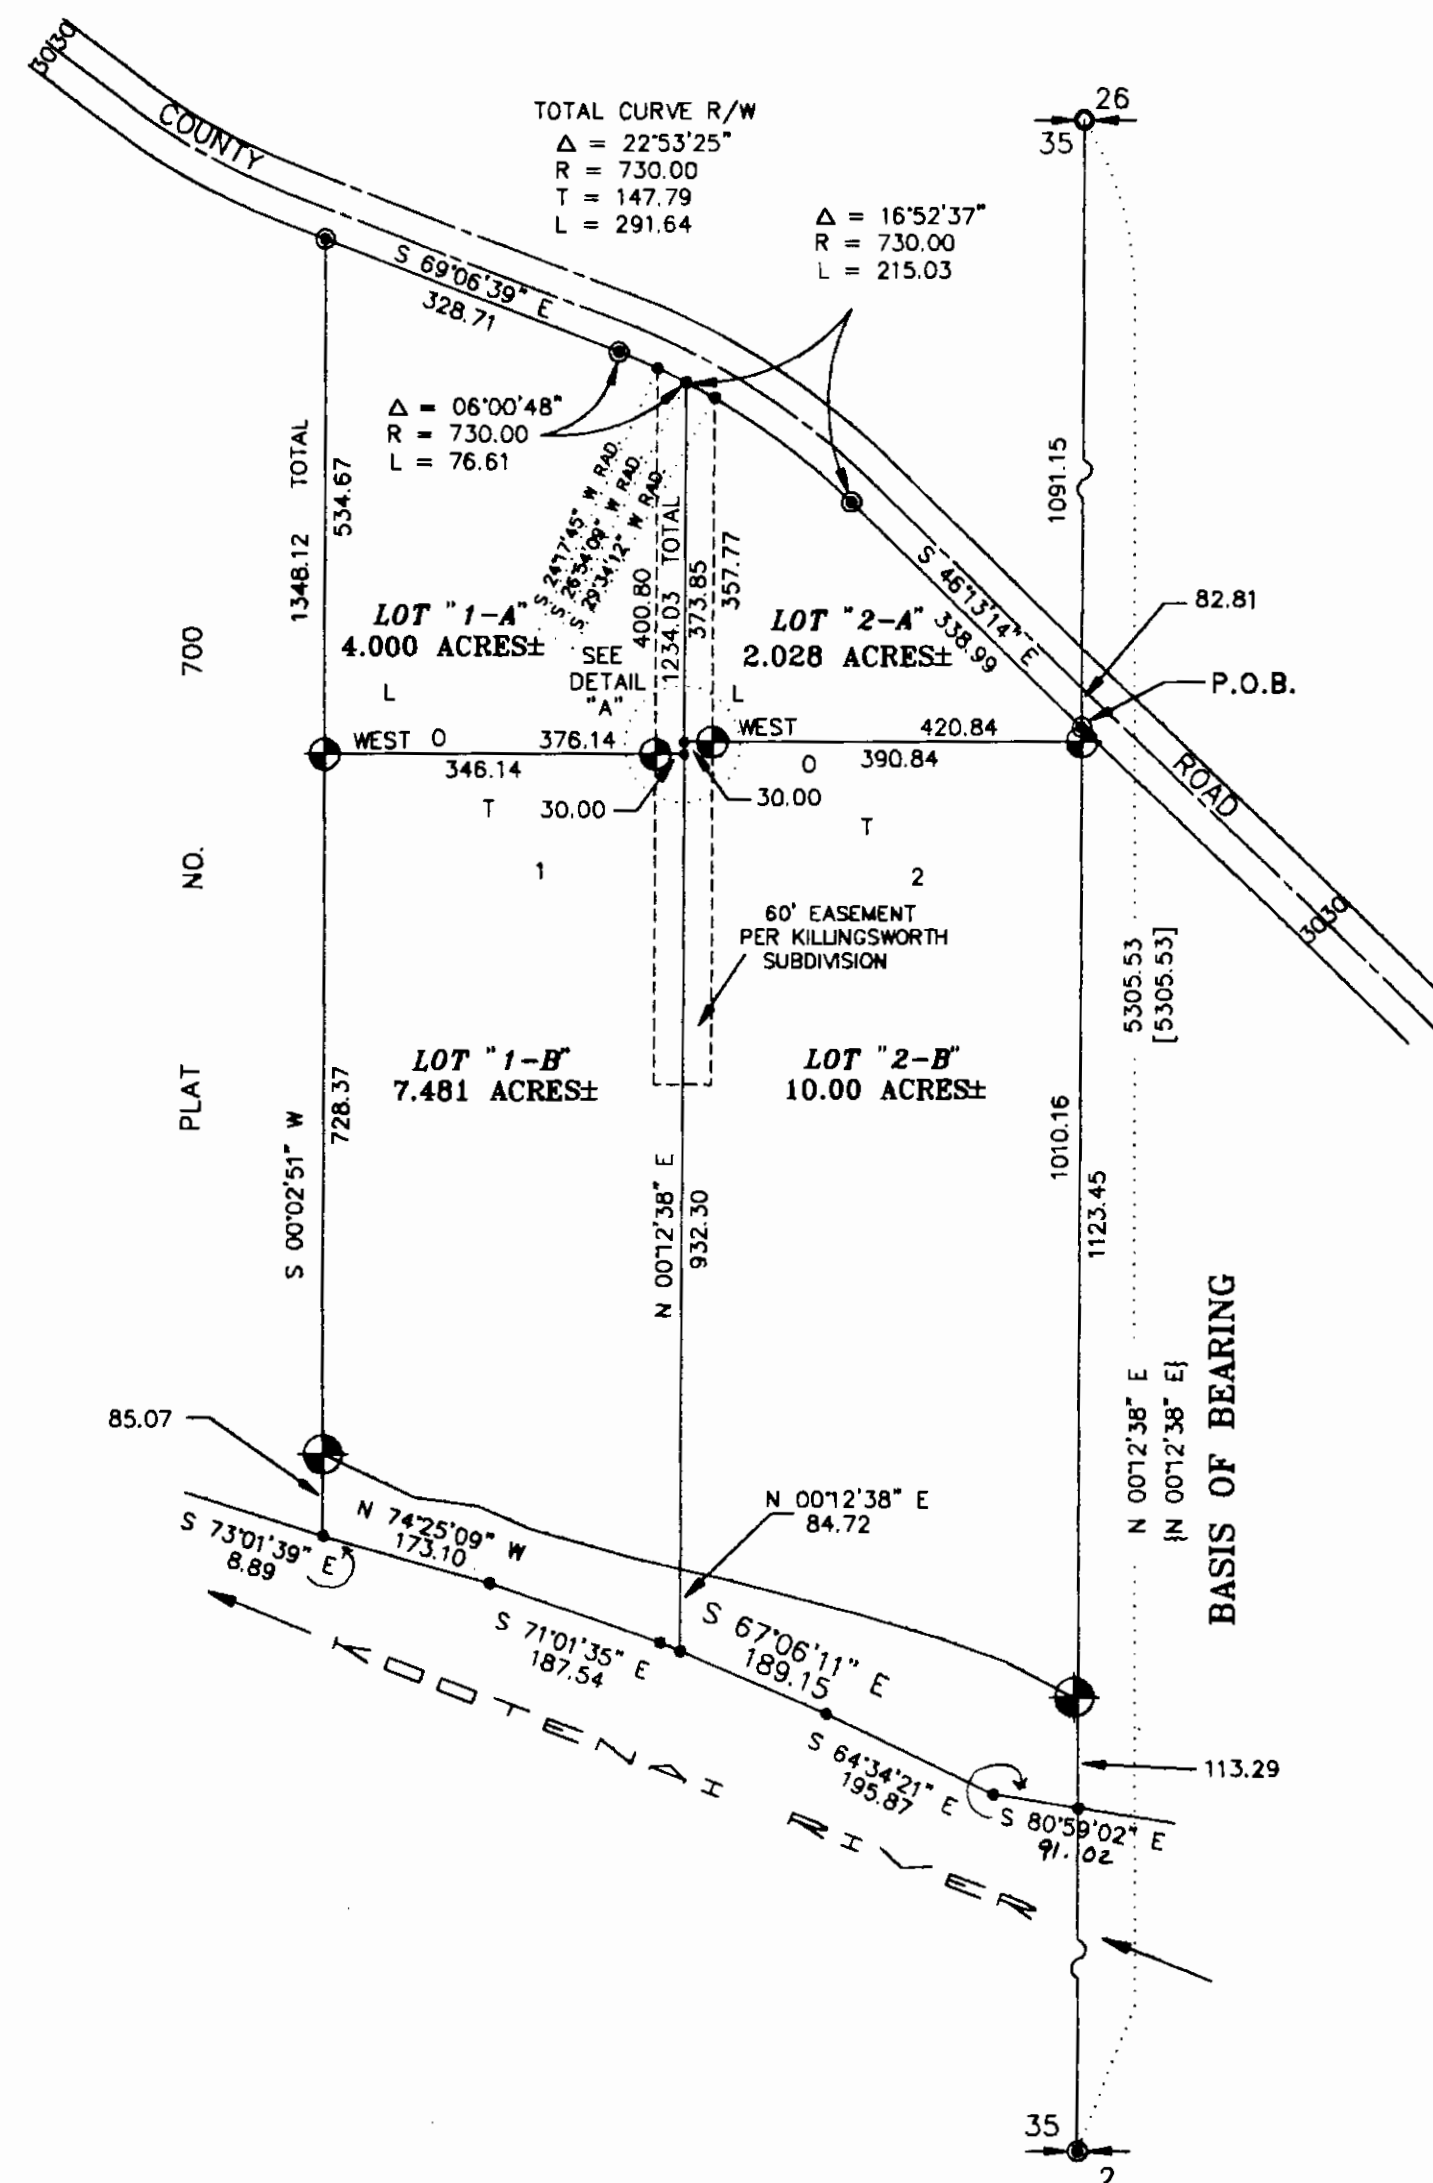 3030
COUNTY
TOTAL CURVE R/W
Δ = 22°53'25"
R = 730.00
T = 147.79
L = 291.64
26
35
Δ = 16°52'37"
R = 730.00
L = 215.03
S 69°06'39" E
328.71
Δ = 06°00'48"
R = 730.00
L = 76.61
1348.12 TOTAL
534.67
S 24°17'45" W RAD.
S 26°54'09" W RAD.
S 29°34'12" W RAD.
400.80
1234.03 TOTAL
373.85
357.77
1091.15
S 46°13'14" E
338.99
82.81
P.O.B.
LOT "1-A"
4.000 ACRES±
SEE
DETAIL
"A"
LOT "2-A"
2.028 ACRES±
L
L
WEST O 376.14
346.14
WEST 420.84
O 390.84
T 30.00
30.00
T
1
2
ROAD
3030
PLAT NO. 700
60' EASEMENT
PER KILLINGSWORTH
SUBDIVISION
5305.53
[5305.53]
LOT "1-B"
7.481 ACRES±
LOT "2-B"
10.00 ACRES±
S 00°02'51" W
728.37
N 00°12'38" E
932.30
1010.16
1123.45
N 00°12'38" E
{N 00°12'38" E}
BASIS OF BEARING
85.07
N 00°12'38" E
84.72
S 73°01'39" E
8.89
N 74°25'09" W
173.10
S 71°01'35" E
187.54
S 67°06'11" E
189.15
S 64°34'21" E
195.87
S 80°59'02" E
91.02
113.29
KOOTENAI RIVER
35
2